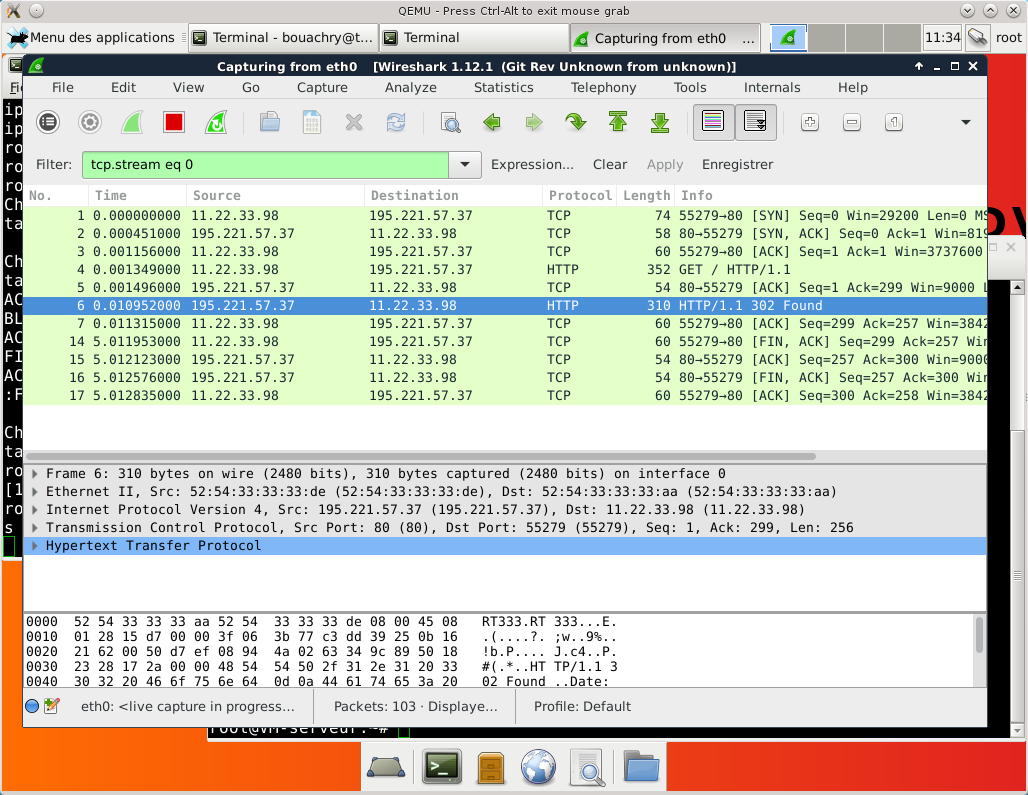 QEMU - Press Ctrl-Alt to exit mouse grab
Menu des applications
Terminal - bouachry@t...
Terminal
Capturing from eth0 ...
11:34
root
Capturing from eth0 [Wireshark 1.12.1 (Git Rev Unknown from unknown)]
File Edit View Go Capture Analyze Statistics Telephony Tools Internals Help
Filter: tcp.stream eq 0 Expression... Clear Apply Enregistrer
No. Time Source Destination Protocol Length Info
1 0.000000000 11.22.33.98 195.221.57.37 TCP 74 55279→80 [SYN] Seq=0 Win=29200 Len=0 MS
2 0.000451000 195.221.57.37 11.22.33.98 TCP 58 80→55279 [SYN, ACK] Seq=0 Ack=1 Win=819
3 0.001156000 11.22.33.98 195.221.57.37 TCP 60 55279→80 [ACK] Seq=1 Ack=1 Win=3737600
4 0.001349000 11.22.33.98 195.221.57.37 HTTP 352 GET / HTTP/1.1
5 0.001496000 195.221.57.37 11.22.33.98 TCP 54 80→55279 [ACK] Seq=1 Ack=299 Win=9000 L
6 0.010952000 195.221.57.37 11.22.33.98 HTTP 310 HTTP/1.1 302 Found
7 0.011315000 11.22.33.98 195.221.57.37 TCP 60 55279→80 [ACK] Seq=299 Ack=257 Win=3842
14 5.011953000 11.22.33.98 195.221.57.37 TCP 60 55279→80 [FIN, ACK] Seq=299 Ack=257 Win
15 5.012123000 195.221.57.37 11.22.33.98 TCP 54 80→55279 [ACK] Seq=257 Ack=300 Win=9000
16 5.012576000 195.221.57.37 11.22.33.98 TCP 54 80→55279 [FIN, ACK] Seq=257 Ack=300 Win
17 5.012835000 11.22.33.98 195.221.57.37 TCP 60 55279→80 [ACK] Seq=300 Ack=258 Win=3842
Frame 6: 310 bytes on wire (2480 bits), 310 bytes captured (2480 bits) on interface 0
Ethernet II, Src: 52:54:33:33:33:de (52:54:33:33:33:de), Dst: 52:54:33:33:33:aa (52:54:33:33:33:aa)
Internet Protocol Version 4, Src: 195.221.57.37 (195.221.57.37), Dst: 11.22.33.98 (11.22.33.98)
Transmission Control Protocol, Src Port: 80 (80), Dst Port: 55279 (55279), Seq: 1, Ack: 299, Len: 256
Hypertext Transfer Protocol
0000 52 54 33 33 33 aa 52 54 33 33 33 de 08 00 45 08 RT333.RT 333...E.
0010 01 28 15 d7 00 00 3f 06 3b 77 c3 dd 39 25 0b 16 .(....?. ;w..9%..
0020 21 62 00 50 d7 ef 08 94 4a 02 63 34 9c 89 50 18 !b.P.... J.c4..P.
0030 23 28 17 2a 00 00 48 54 54 50 2f 31 2e 31 20 33 #(.*..HT TP/1.1 3
0040 30 32 20 46 6f 75 6e 64 0d 0a 44 61 74 65 3a 20 02 Found ..Date:
eth0: <live capture in progress... Packets: 103 · Displaye... Profile: Default
root@VM-serveur:~#